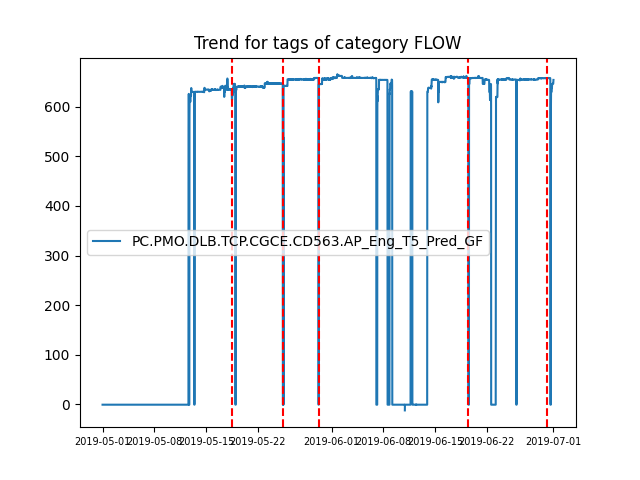 Trend for tags of category FLOW
600
500
400
300
200
100
0
PC.PMO.DLB.TCP.CGCE.CD563.AP_Eng_T5_Pred_GF
2019-05-01 2019-05-08 2019-05-15 2019-05-22 2019-06-01 2019-06-08 2019-06-15 2019-06-22 2019-07-01